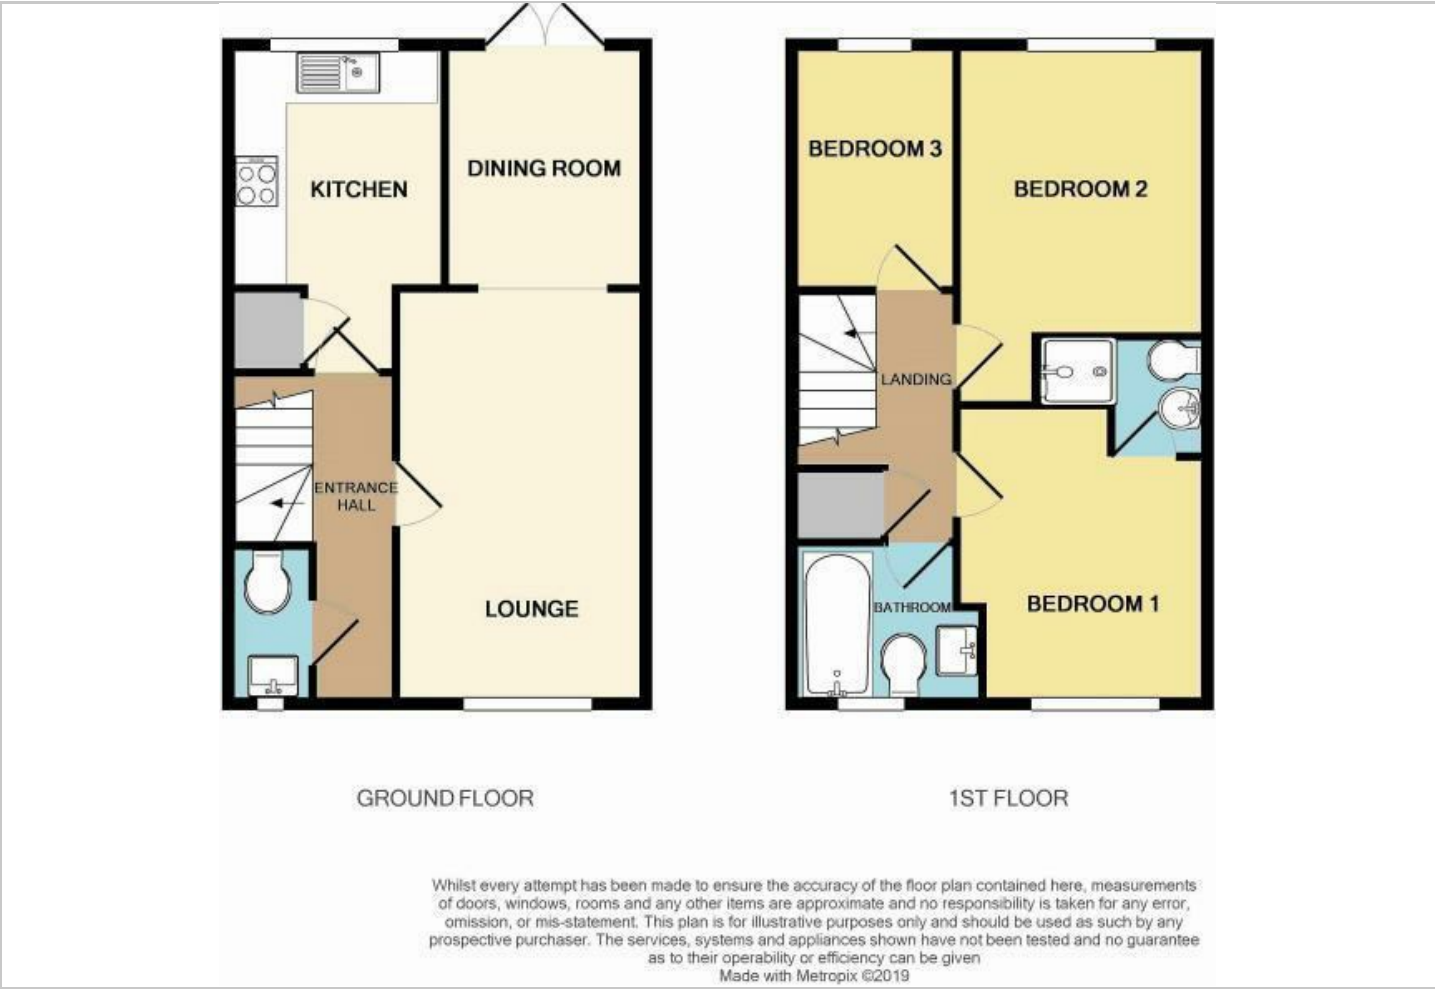 KITCHEN
DINING ROOM
ENTRANCE
HALL
LOUNGE
BEDROOM 3
BEDROOM 2
LANDING
BATHROOM
BEDROOM 1
GROUND FLOOR
1ST FLOOR
Whilst every attempt has been made to ensure the accuracy of the floor plan contained here, measurements
of doors, windows, rooms and any other items are approximate and no responsibility is taken for any error,
omission, or mis-statement. This plan is for illustrative purposes only and should be used as such by any
prospective purchaser. The services, systems and appliances shown have not been tested and no guarantee
as to their operability or efficiency can be given
Made with Metropix ©2019